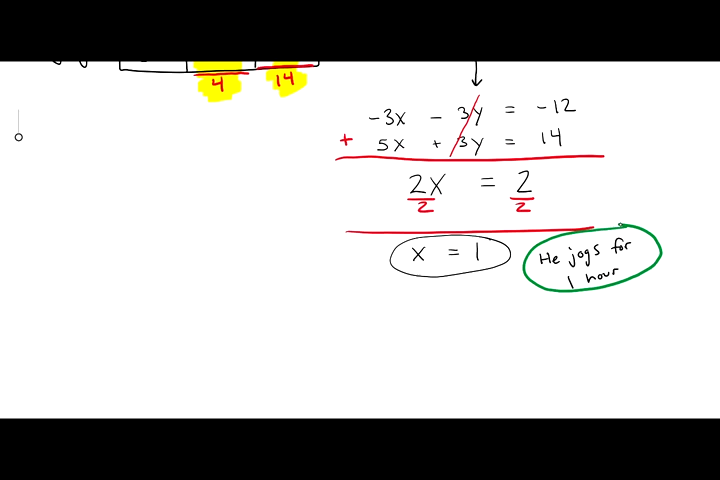 4 14
-3x - 3y = -12
+ 5x + 3y = 14
2x = 2
2 2
x = 1
He jogs for
1 hour